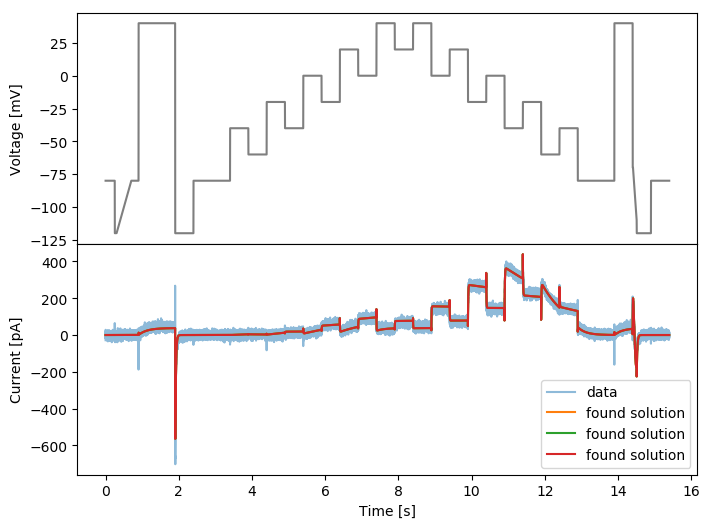 25
0
−25
−50
−75
−100
−125
Voltage [mV]
400
200
0
−200
−400
−600
Current [pA]
data
found solution
found solution
found solution
0 2 4 6 8 10 12 14 16
Time [s]